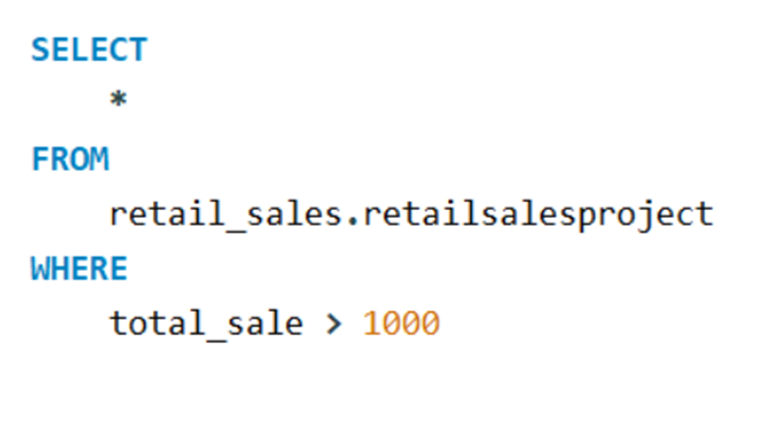 SELECT
*
FROM
retail_sales.retailsalesproject
WHERE
total_sale > 1000